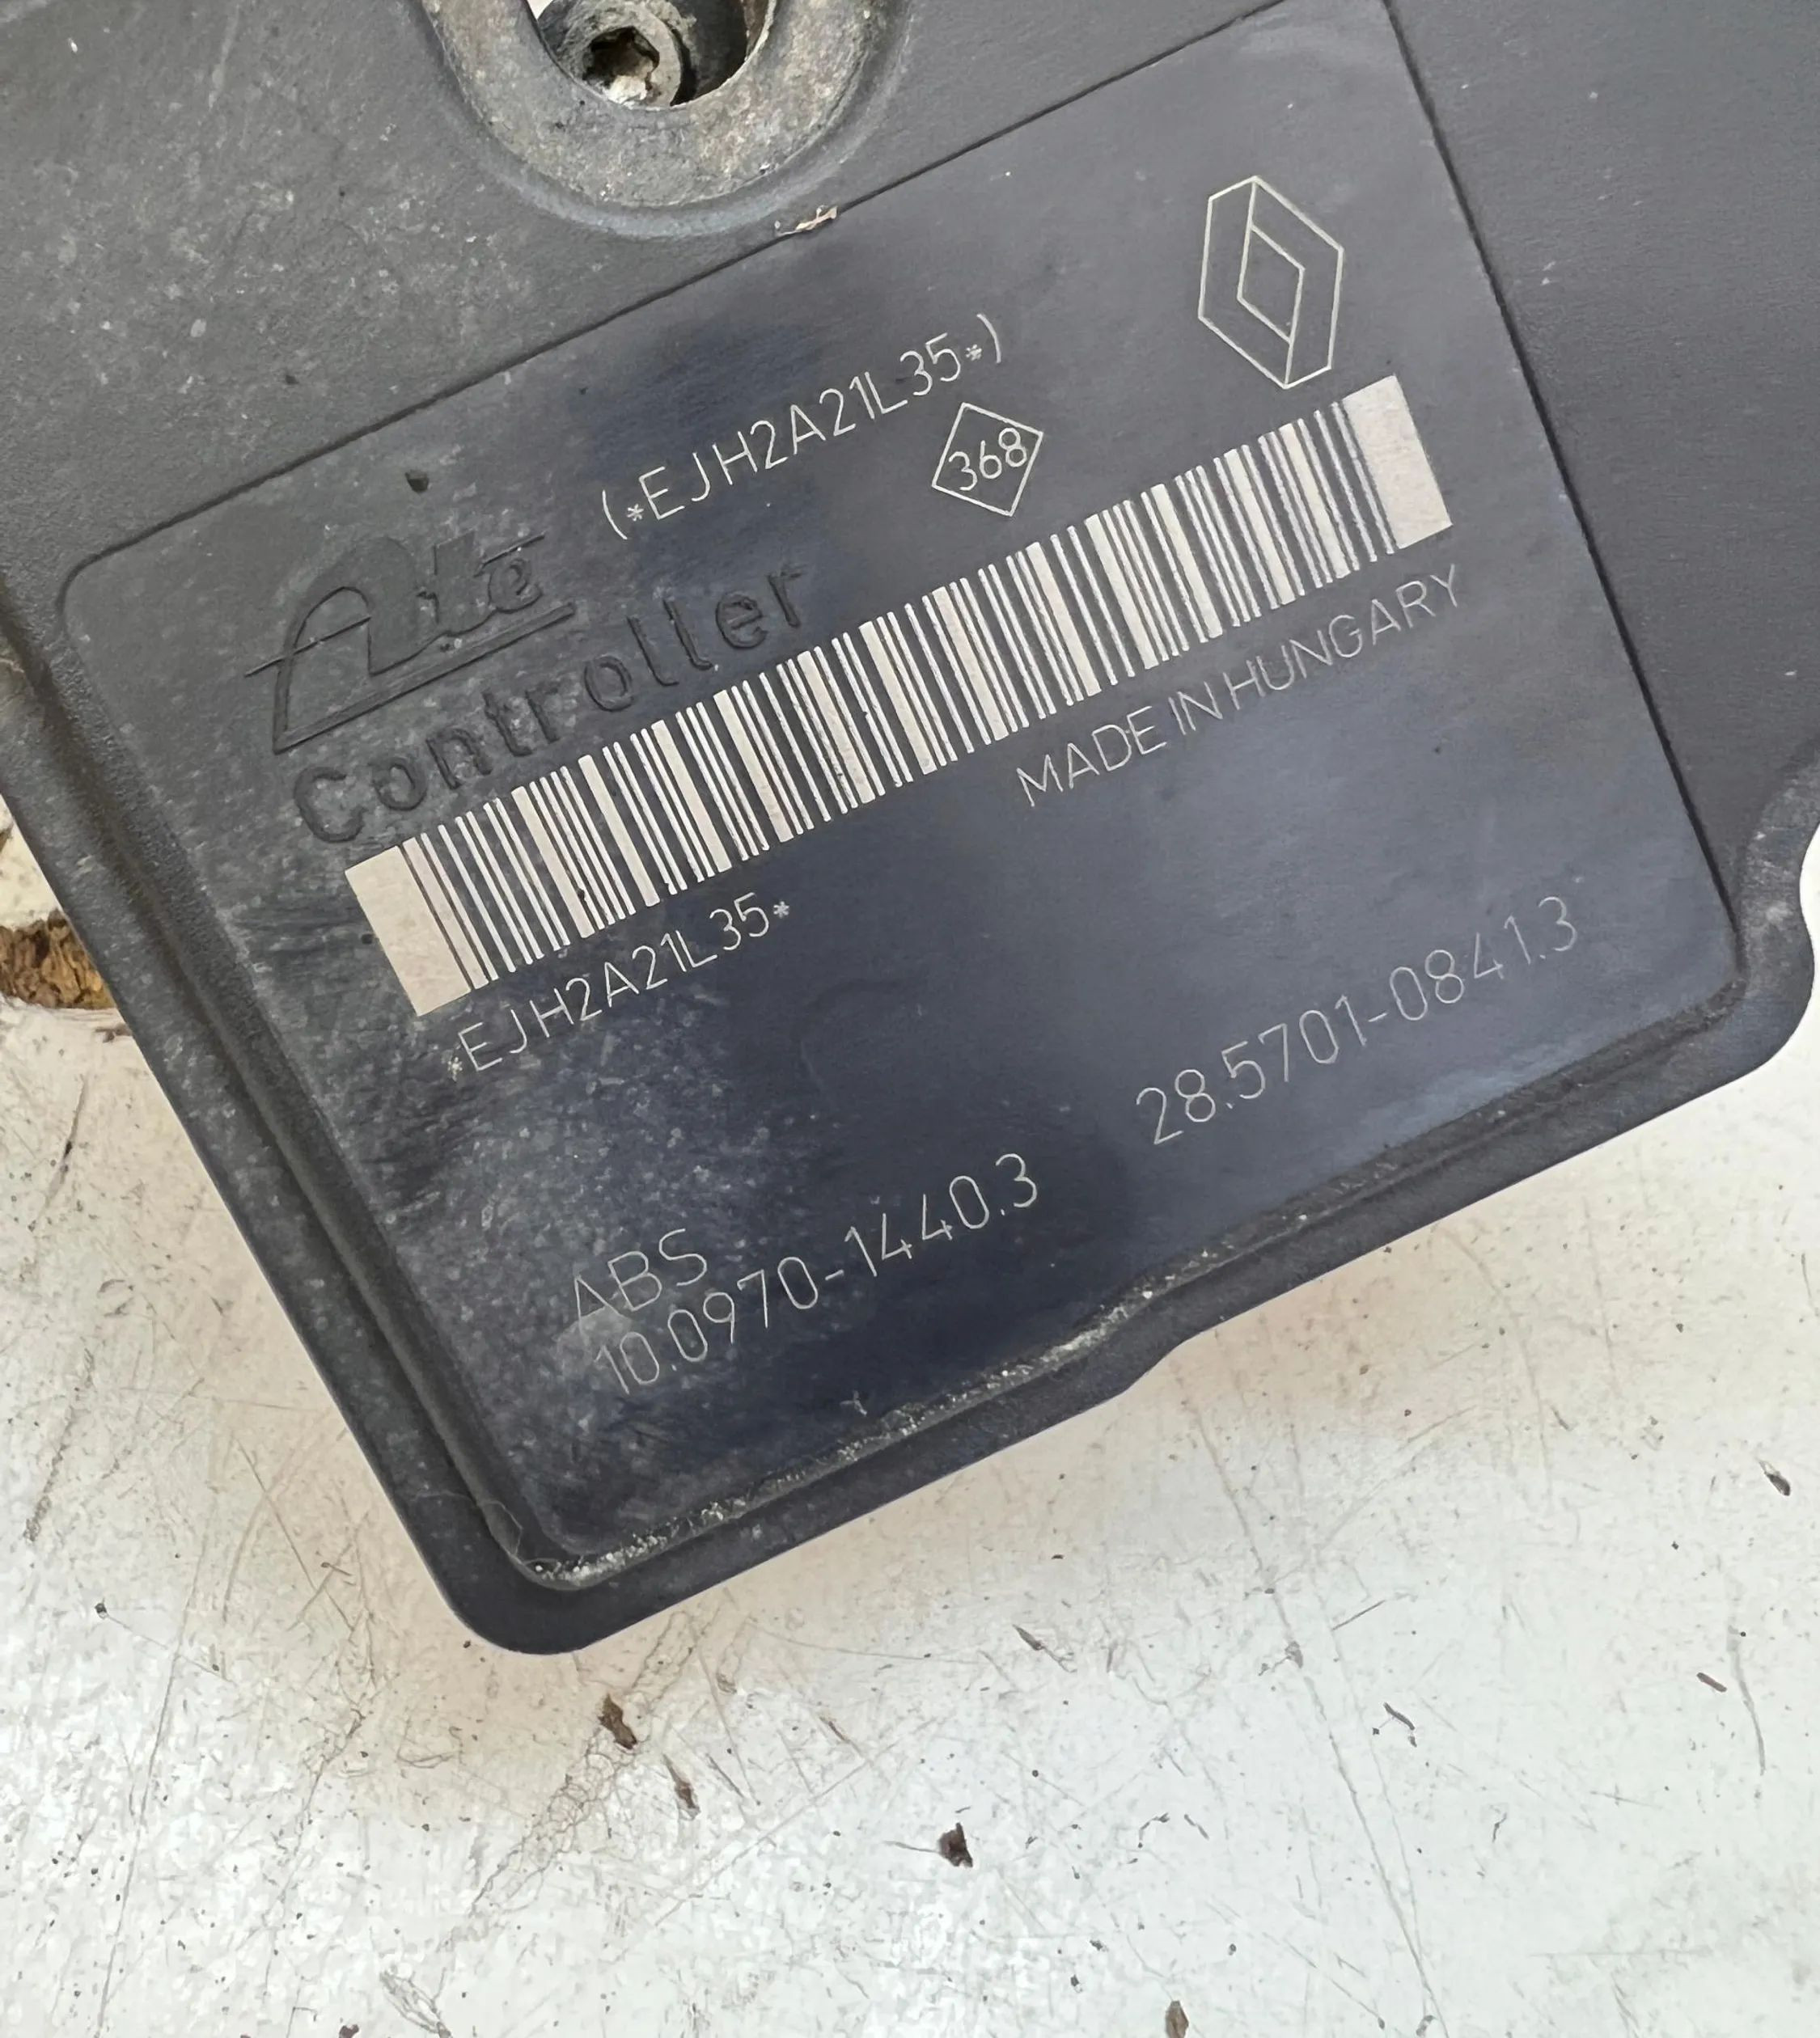 (*EJH2A21L35*)
368
Ate
Controller
MADE IN HUNGARY
*EJH2A21L35*
28.5701-0841.3
ABS
10.0970-1440.3